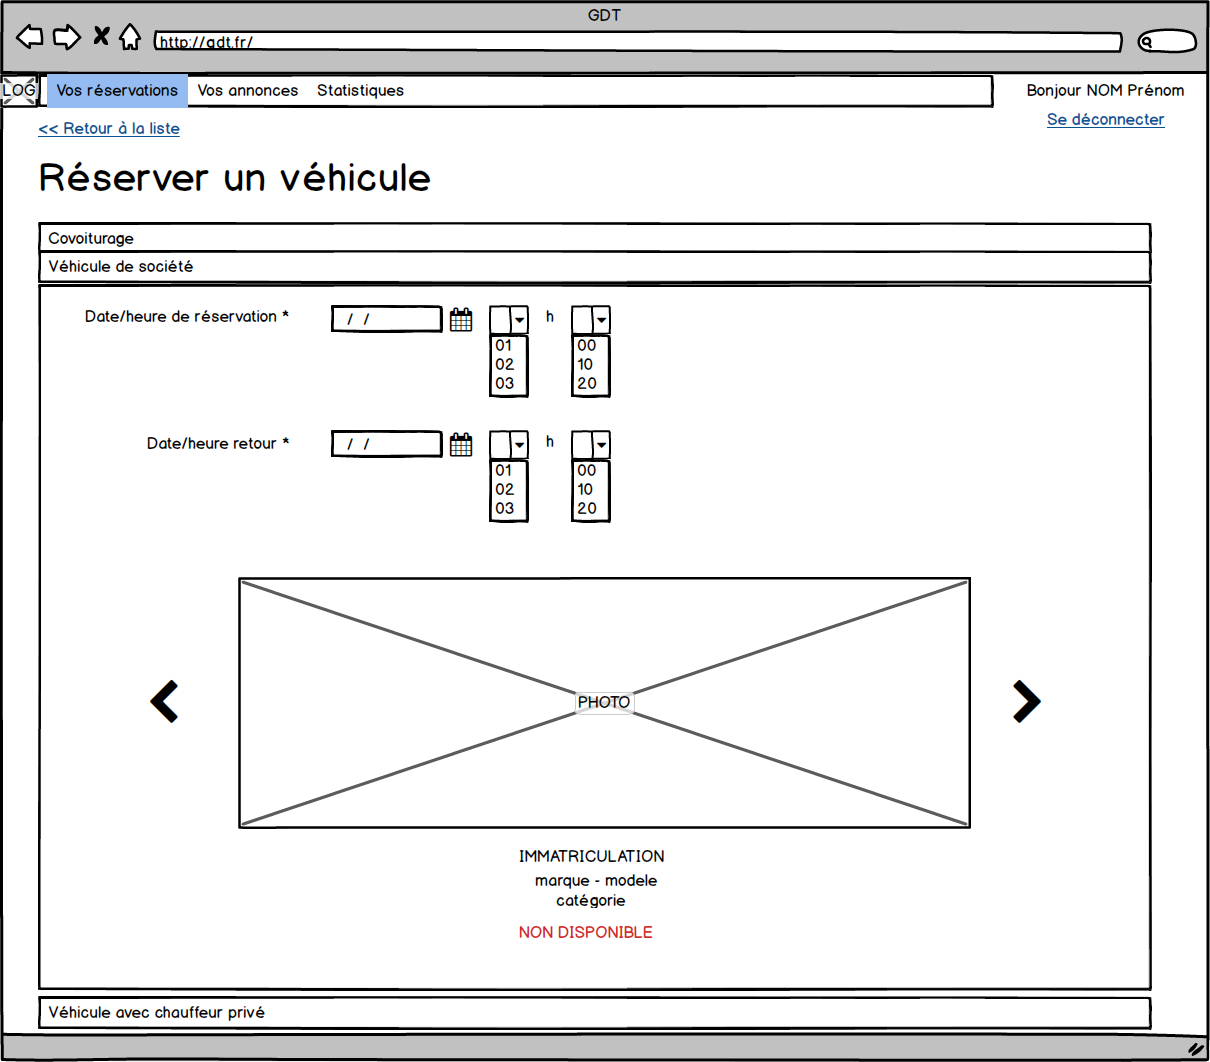 GDT
http://gdt.fr/
LOG Vos réservations Vos annonces Statistiques Bonjour NOM Prénom
<< Retour à la liste Se déconnecter
Réserver un véhicule
Covoiturage
Véhicule de société
Date/heure de réservation * / / h
01 00
02 10
03 20
Date/heure retour * / / h
01 00
02 10
03 20
PHOTO
IMMATRICULATION
marque - modele
catégorie
NON DISPONIBLE
Véhicule avec chauffeur privé